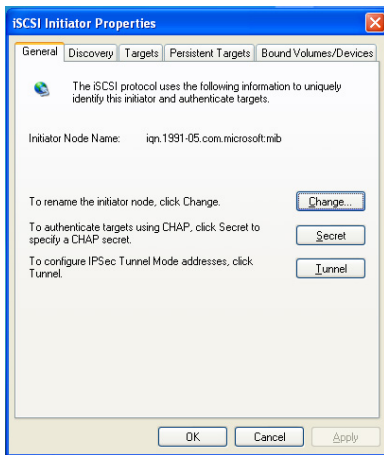 iSCSI Initiator Properties
General Discovery Targets Persistent Targets Bound Volumes/Devices
The iSCSI protocol uses the following information to uniquely
identify this initiator and authenticate targets.
Initiator Node Name: iqn.1991-05.com.microsoft:mib
To rename the initiator node, click Change. Change...
To authenticate targets using CHAP, click Secret to
specify a CHAP secret.
Secret
To configure IPSec Tunnel Mode addresses, click
Tunnel.
Tunnel
OK Cancel Apply